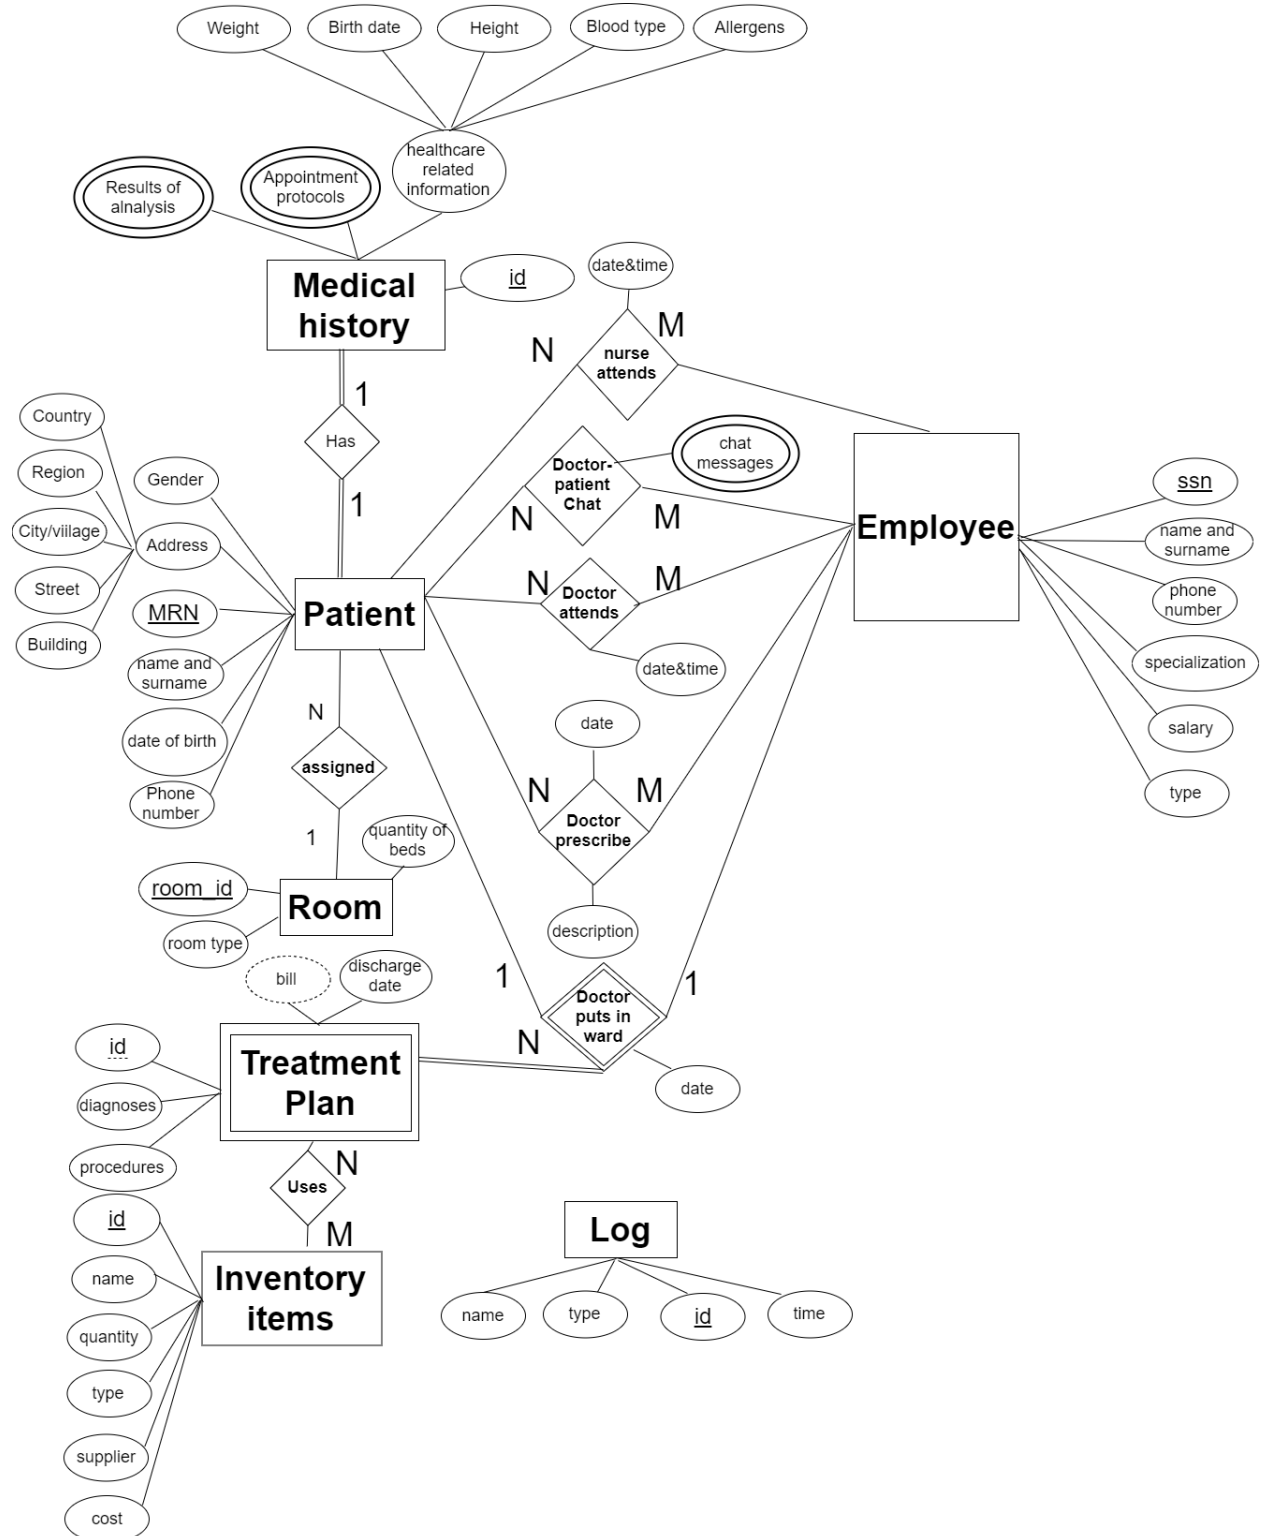 Weight
Birth date
Height
Blood type
Allergens
healthcare
related
information
Results of
alnalysis
Appointment
protocols
Medical
history
id
date&time
N
M
nurse
attends
1
Has
1
Country
Region
City/viilage
Street
Building
Gender
Address
MRN
name and
surname
date of birth
Phone
number
Patient
Doctor-
patient
Chat
chat
messages
N
M
N
M
Doctor
attends
date&time
Employee
ssn
name and
surname
phone
number
specialization
salary
type
N
assigned
1
date
N
M
Doctor
prescribe
description
quantity of
beds
room_id
Room
room type
bill
discharge
date
1
1
N
Doctor
puts in
ward
date
id
diagnoses
procedures
Treatment
Plan
N
Uses
M
id
name
quantity
type
supplier
cost
Inventory
items
Log
name
type
id
time